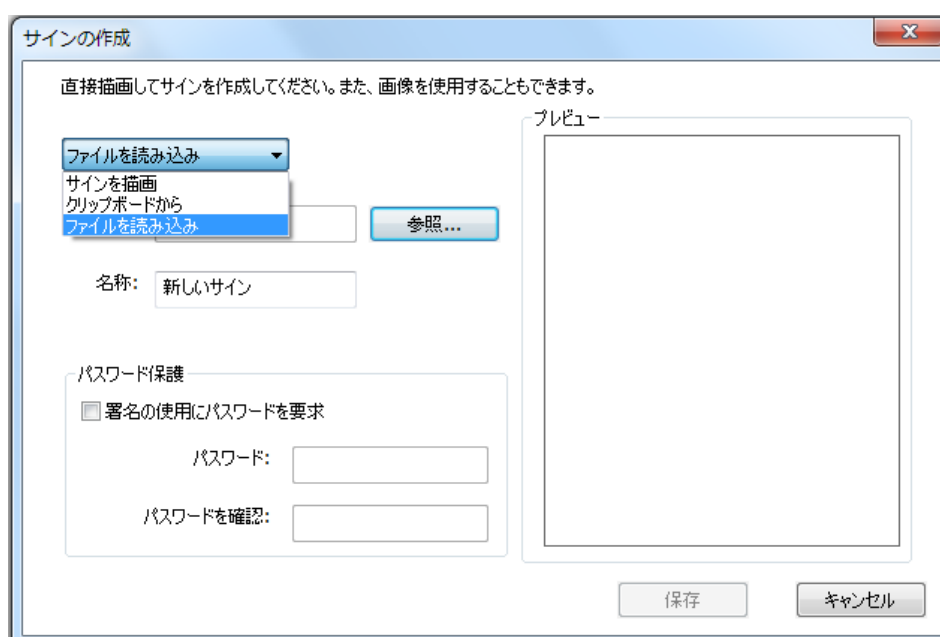 サインの作成
直接描画してサインを作成してください。また、画像を使用することもできます。
プレビュー
ファイルを読み込み
サインを描画
クリップボードから
ファイルを読み込み
参照...
名称: 新しいサイン
パスワード保護
署名の使用にパスワードを要求
パスワード:
パスワードを確認:
保存 キャンセル